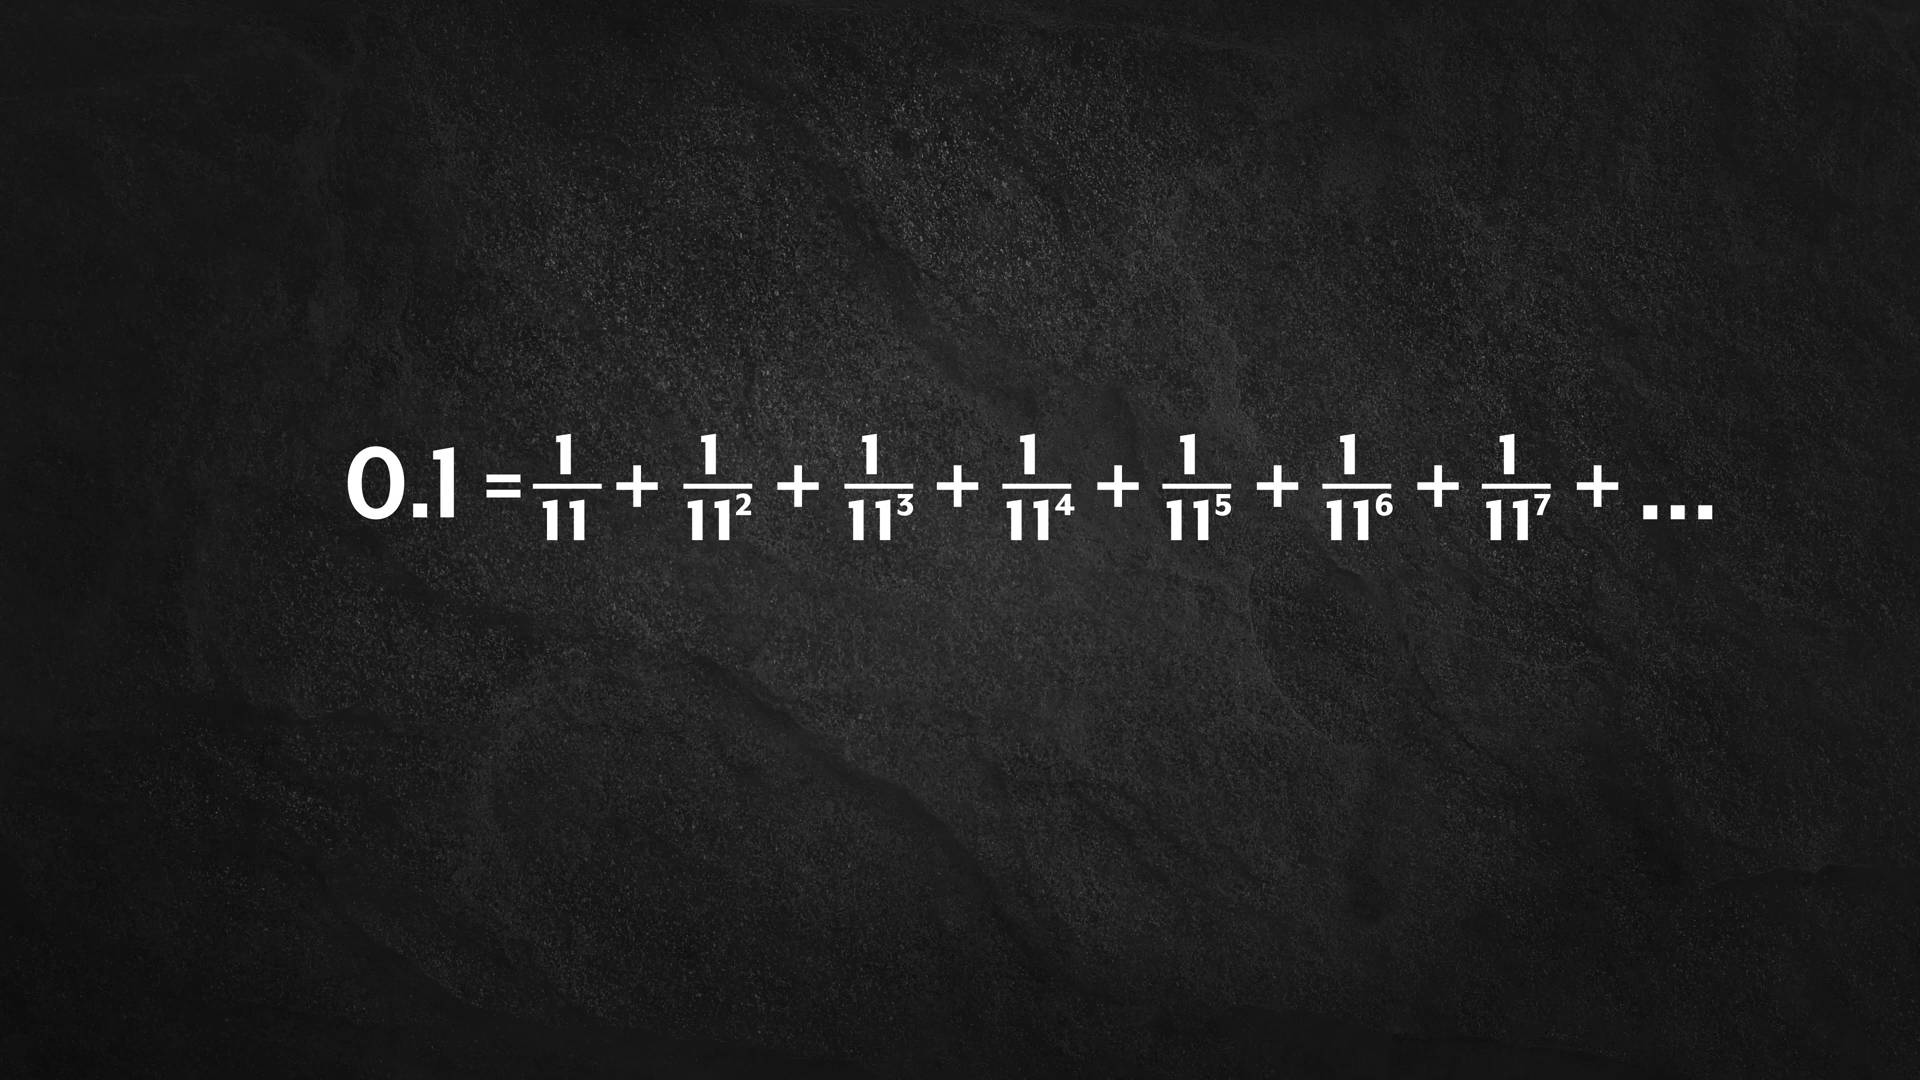 0.1 = 1/11 + 1/11² + 1/11³ + 1/11⁴ + 1/11⁵ + 1/11⁶ + 1/11⁷ + ...